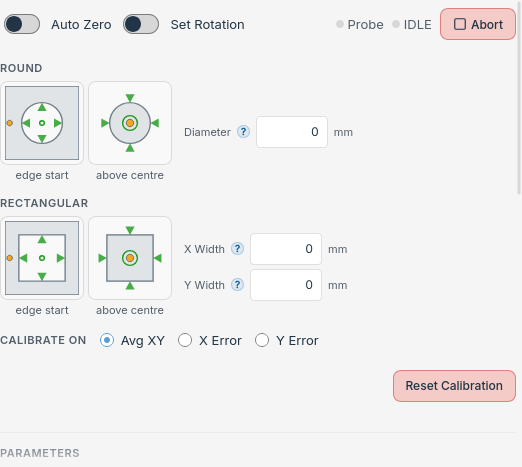 Auto Zero Set Rotation Probe IDLE Abort
ROUND
Diameter ? 0 mm
edge start above centre
RECTANGULAR
X Width ? 0 mm
Y Width ? 0 mm
edge start above centre
CALIBRATE ON Avg XY X Error Y Error
Reset Calibration
PARAMETERS